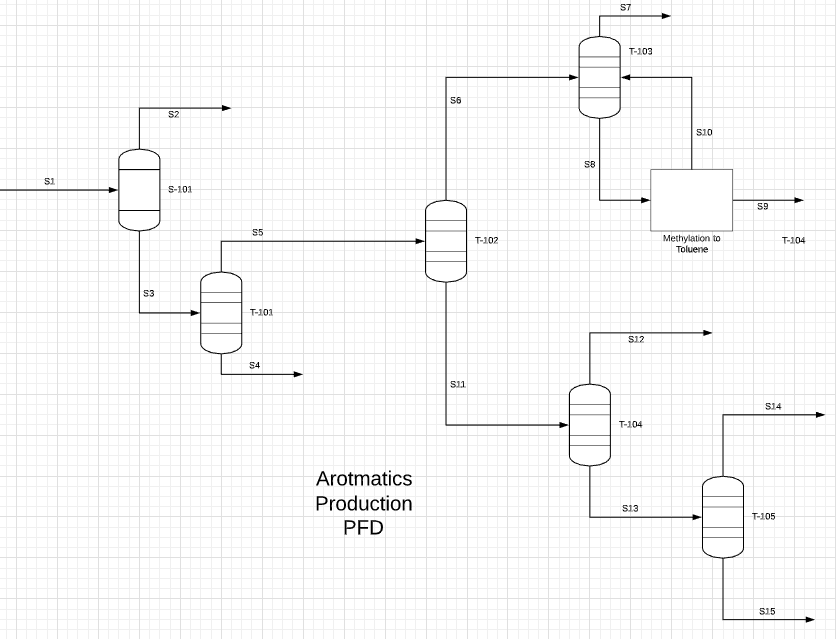 S7
T-103
S6
S2
S10
S8
S1
S-101
S9
S5
T-102
Methylation to
Toluene
T-104
S3
T-101
S12
S4
S11
S14
T-104
Arotmatics
Production
PFD
S13
T-105
S15